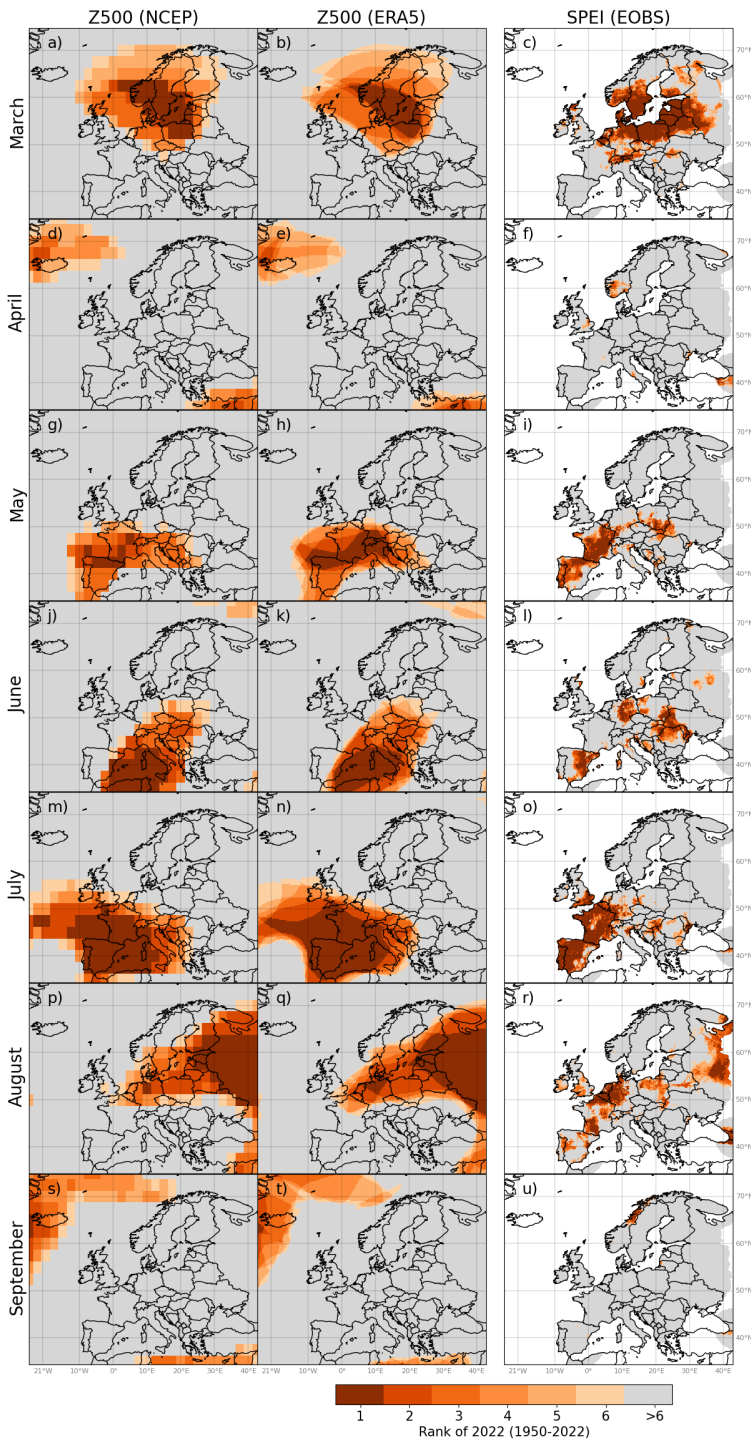 Z500 (NCEP) Z500 (ERA5) SPEI (EOBS)
March
a) b) c)
70°N
60°N
50°N
40°N
April
d) e) f)
70°N
60°N
50°N
40°N
May
g) h) i)
70°N
60°N
50°N
40°N
June
j) k) l)
70°N
60°N
50°N
40°N
July
m) n) o)
70°N
60°N
50°N
40°N
August
p) q) r)
70°N
60°N
50°N
40°N
September
s) t) u)
70°N
60°N
50°N
40°N
21°W 10°W 0° 10°E 20°E 30°E 40°E 21°W 10°W 0° 10°E 20°E 30°E 40°E 21°W 10°W 0° 10°E 20°E 30°E 40°E
1 2 3 4 5 6 >6
Rank of 2022 (1950-2022)